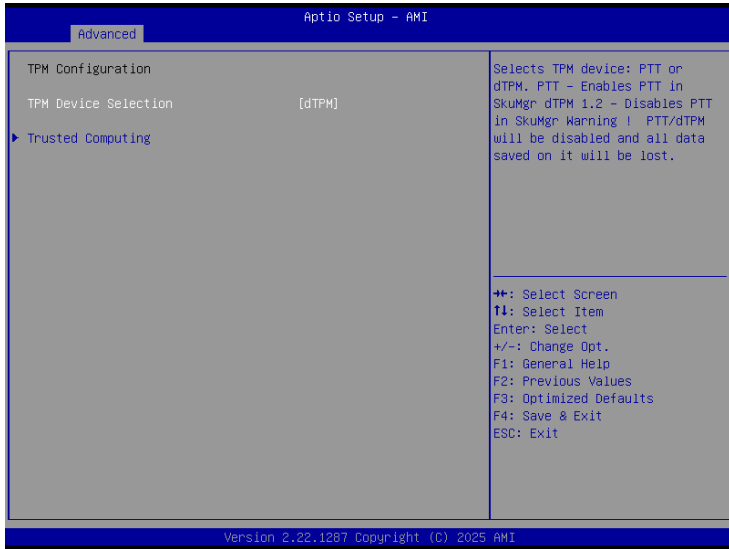 Aptio Setup – AMI
Advanced
TPM Configuration
TPM Device Selection [dTPM]
Trusted Computing
Selects TPM device: PTT or
dTPM. PTT – Enables PTT in
SkuMgr dTPM 1.2 – Disables PTT
in SkuMgr Warning ! PTT/dTPM
will be disabled and all data
saved on it will be lost.
→←: Select Screen
↑↓: Select Item
Enter: Select
+/–: Change Opt.
F1: General Help
F2: Previous Values
F3: Optimized Defaults
F4: Save & Exit
ESC: Exit
Version 2.22.1287 Copyright (C) 2025 AMI